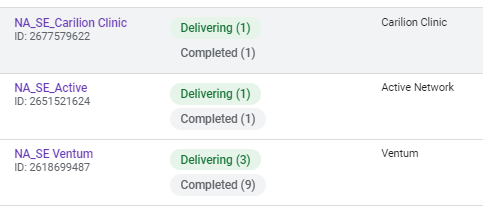 NA_SE_Carilion Clinic
ID: 2677579622
Delivering (1)
Completed (1)
Carilion Clinic
NA_SE_Active
ID: 2651521624
Delivering (1)
Completed (1)
Active Network
NA_SE Ventum
ID: 2618699487
Delivering (3)
Completed (9)
Ventum